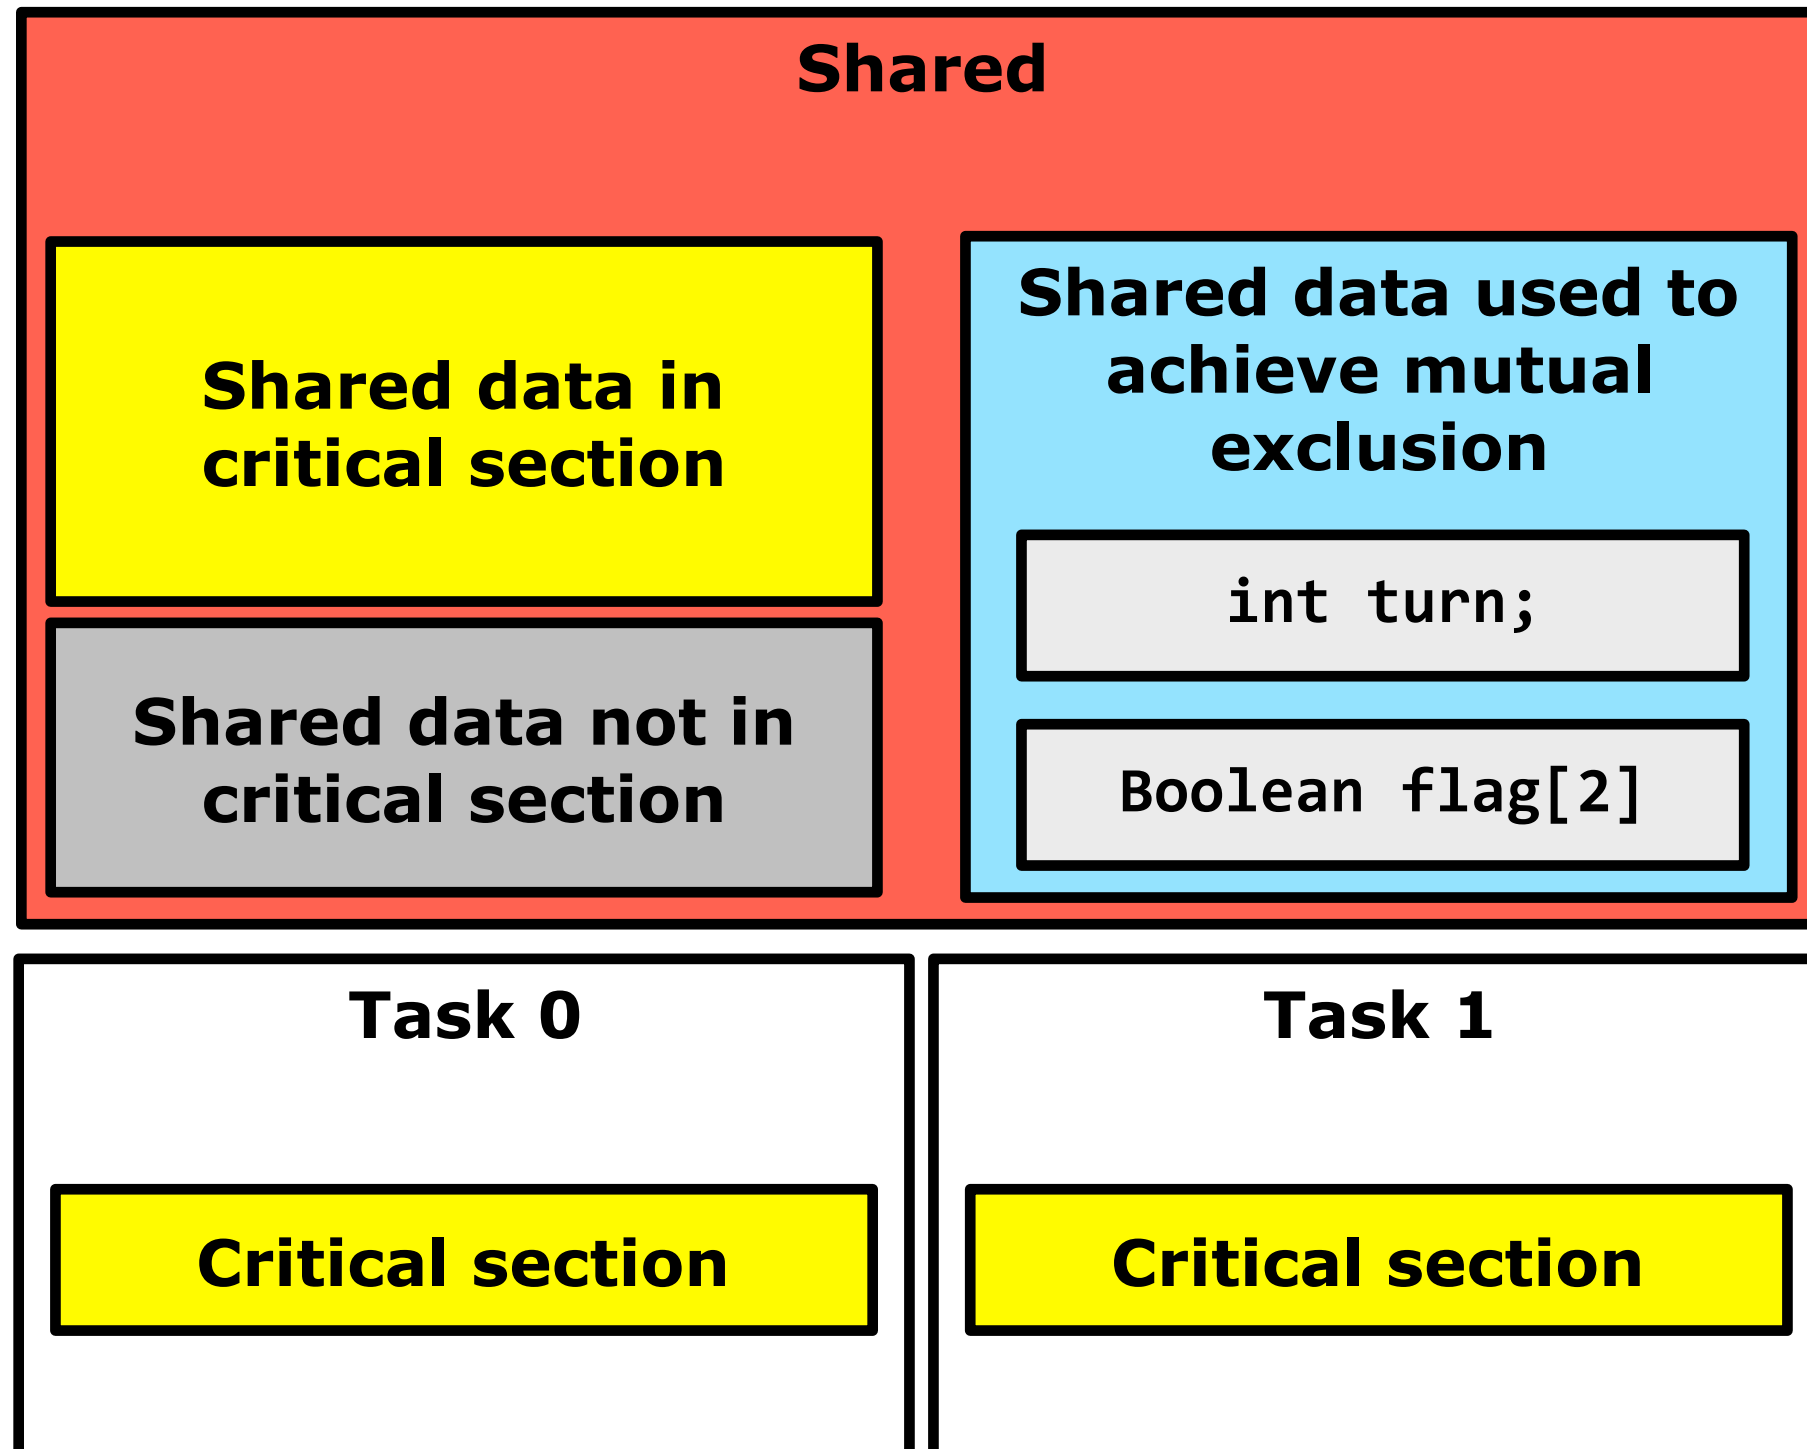 Shared
Shared data in
critical section
Shared data not in
critical section
Shared data used to
achieve mutual
exclusion
int turn;
Boolean flag[2]
Task 0
Critical section
Task 1
Critical section